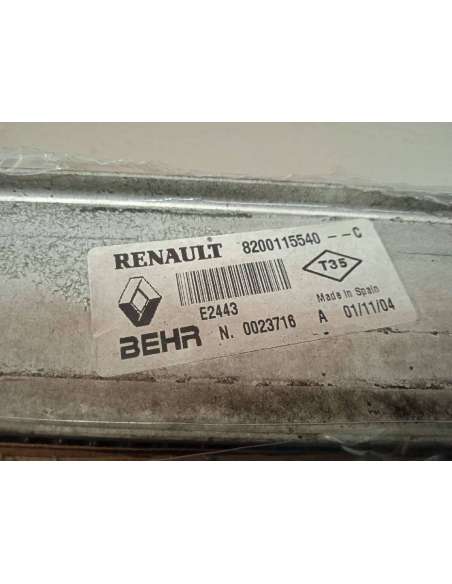 RENAULT 8200115540 -- C
T35
E2443
Made in Spain
BEHR N. 0023716 A 01/11/04